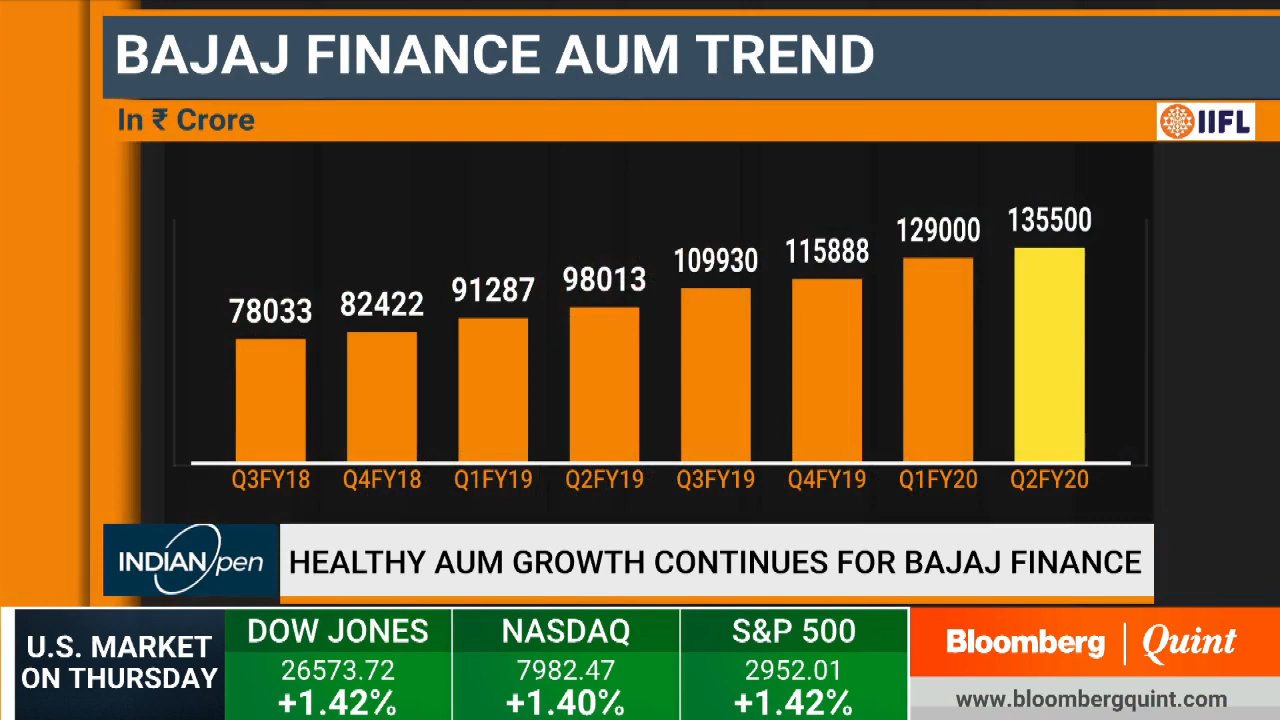 BAJAJ FINANCE AUM TREND
In ₹ Crore
IIFL
78033
82422
91287
98013
109930
115888
129000
135500
Q3FY18
Q4FY18
Q1FY19
Q2FY19
Q3FY19
Q4FY19
Q1FY20
Q2FY20
INDIAN Open
HEALTHY AUM GROWTH CONTINUES FOR BAJAJ FINANCE
U.S. MARKET
ON THURSDAY
DOW JONES
26573.72
+1.42%
NASDAQ
7982.47
+1.40%
S&P 500
2952.01
+1.42%
Bloomberg | Quint
www.bloombergquint.com